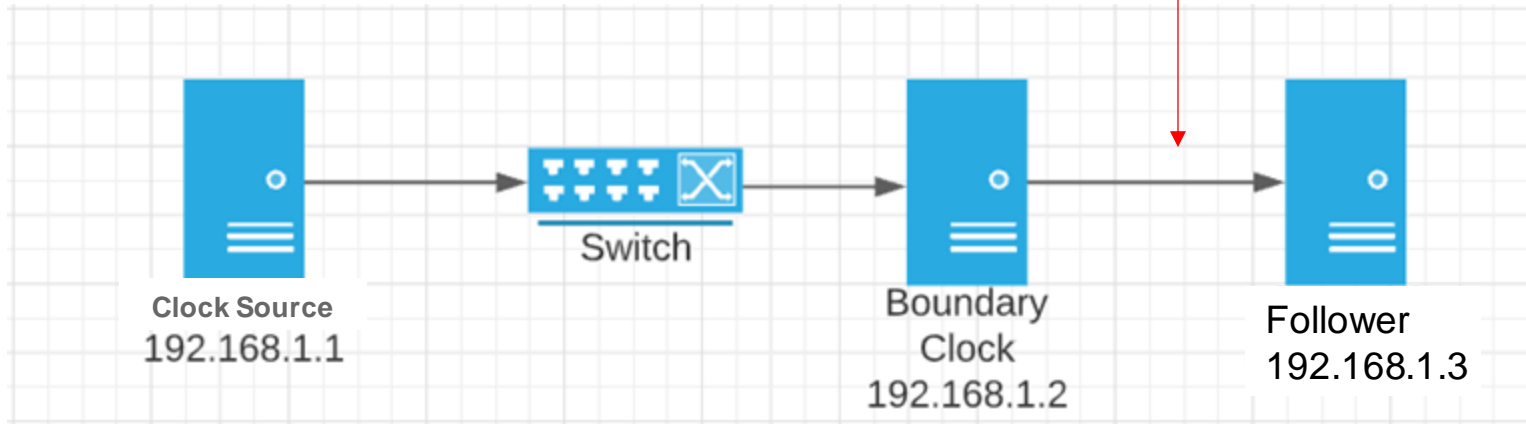 Switch
Clock Source
192.168.1.1
Boundary
Clock
192.168.1.2
Follower
192.168.1.3